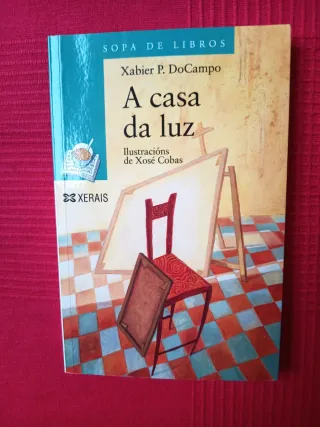 SOPA DE LIBROS
Xabier P. DoCampo
A casa
da luz
Ilustracións
de Xosé Cobas
XERAIS